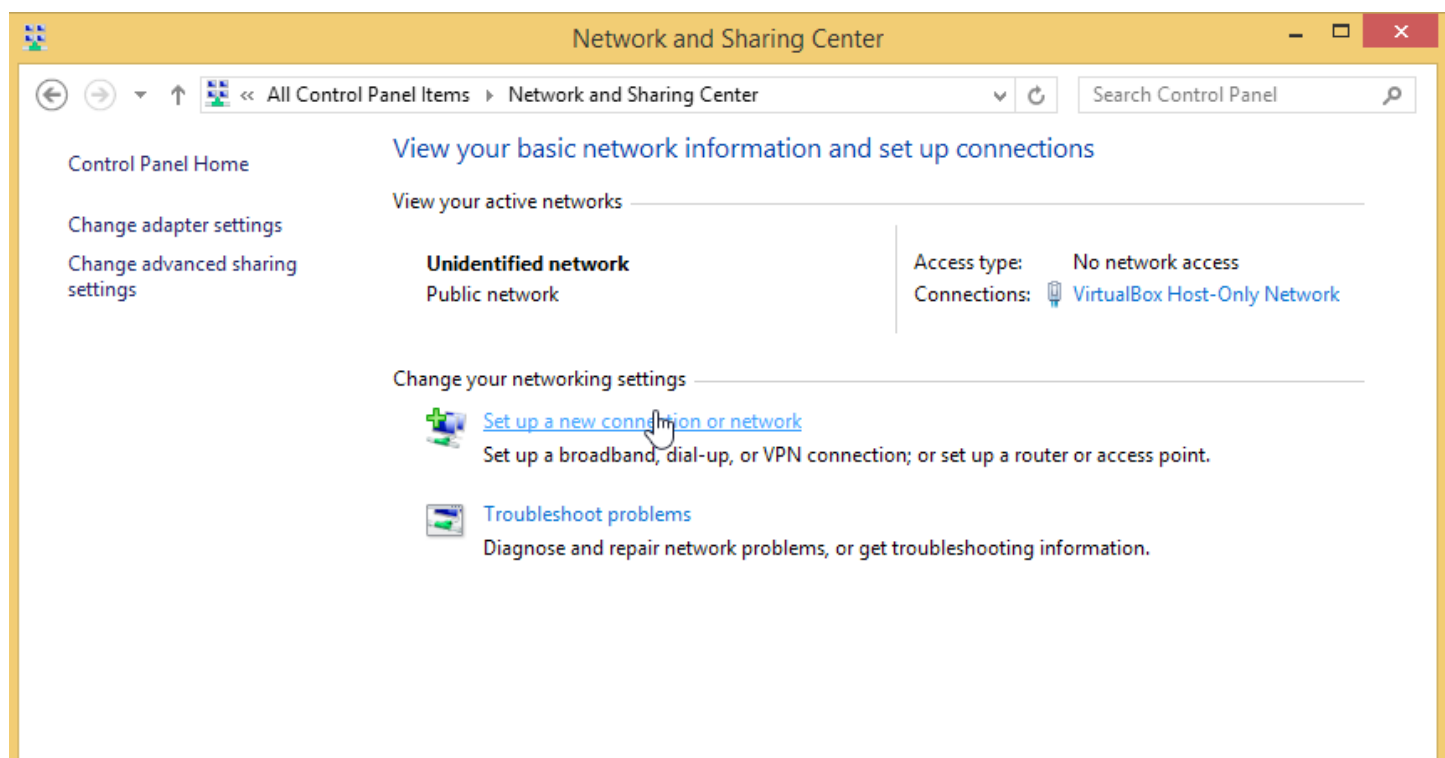 Network and Sharing Center
« All Control Panel Items Network and Sharing Center
Search Control Panel
Control Panel Home
Change adapter settings
Change advanced sharing
settings
View your basic network information and set up connections
View your active networks
Unidentified network
Public network
Access type: No network access
Connections: VirtualBox Host-Only Network
Change your networking settings
Set up a new connection or network
Set up a broadband, dial-up, or VPN connection; or set up a router or access point.
Troubleshoot problems
Diagnose and repair network problems, or get troubleshooting information.